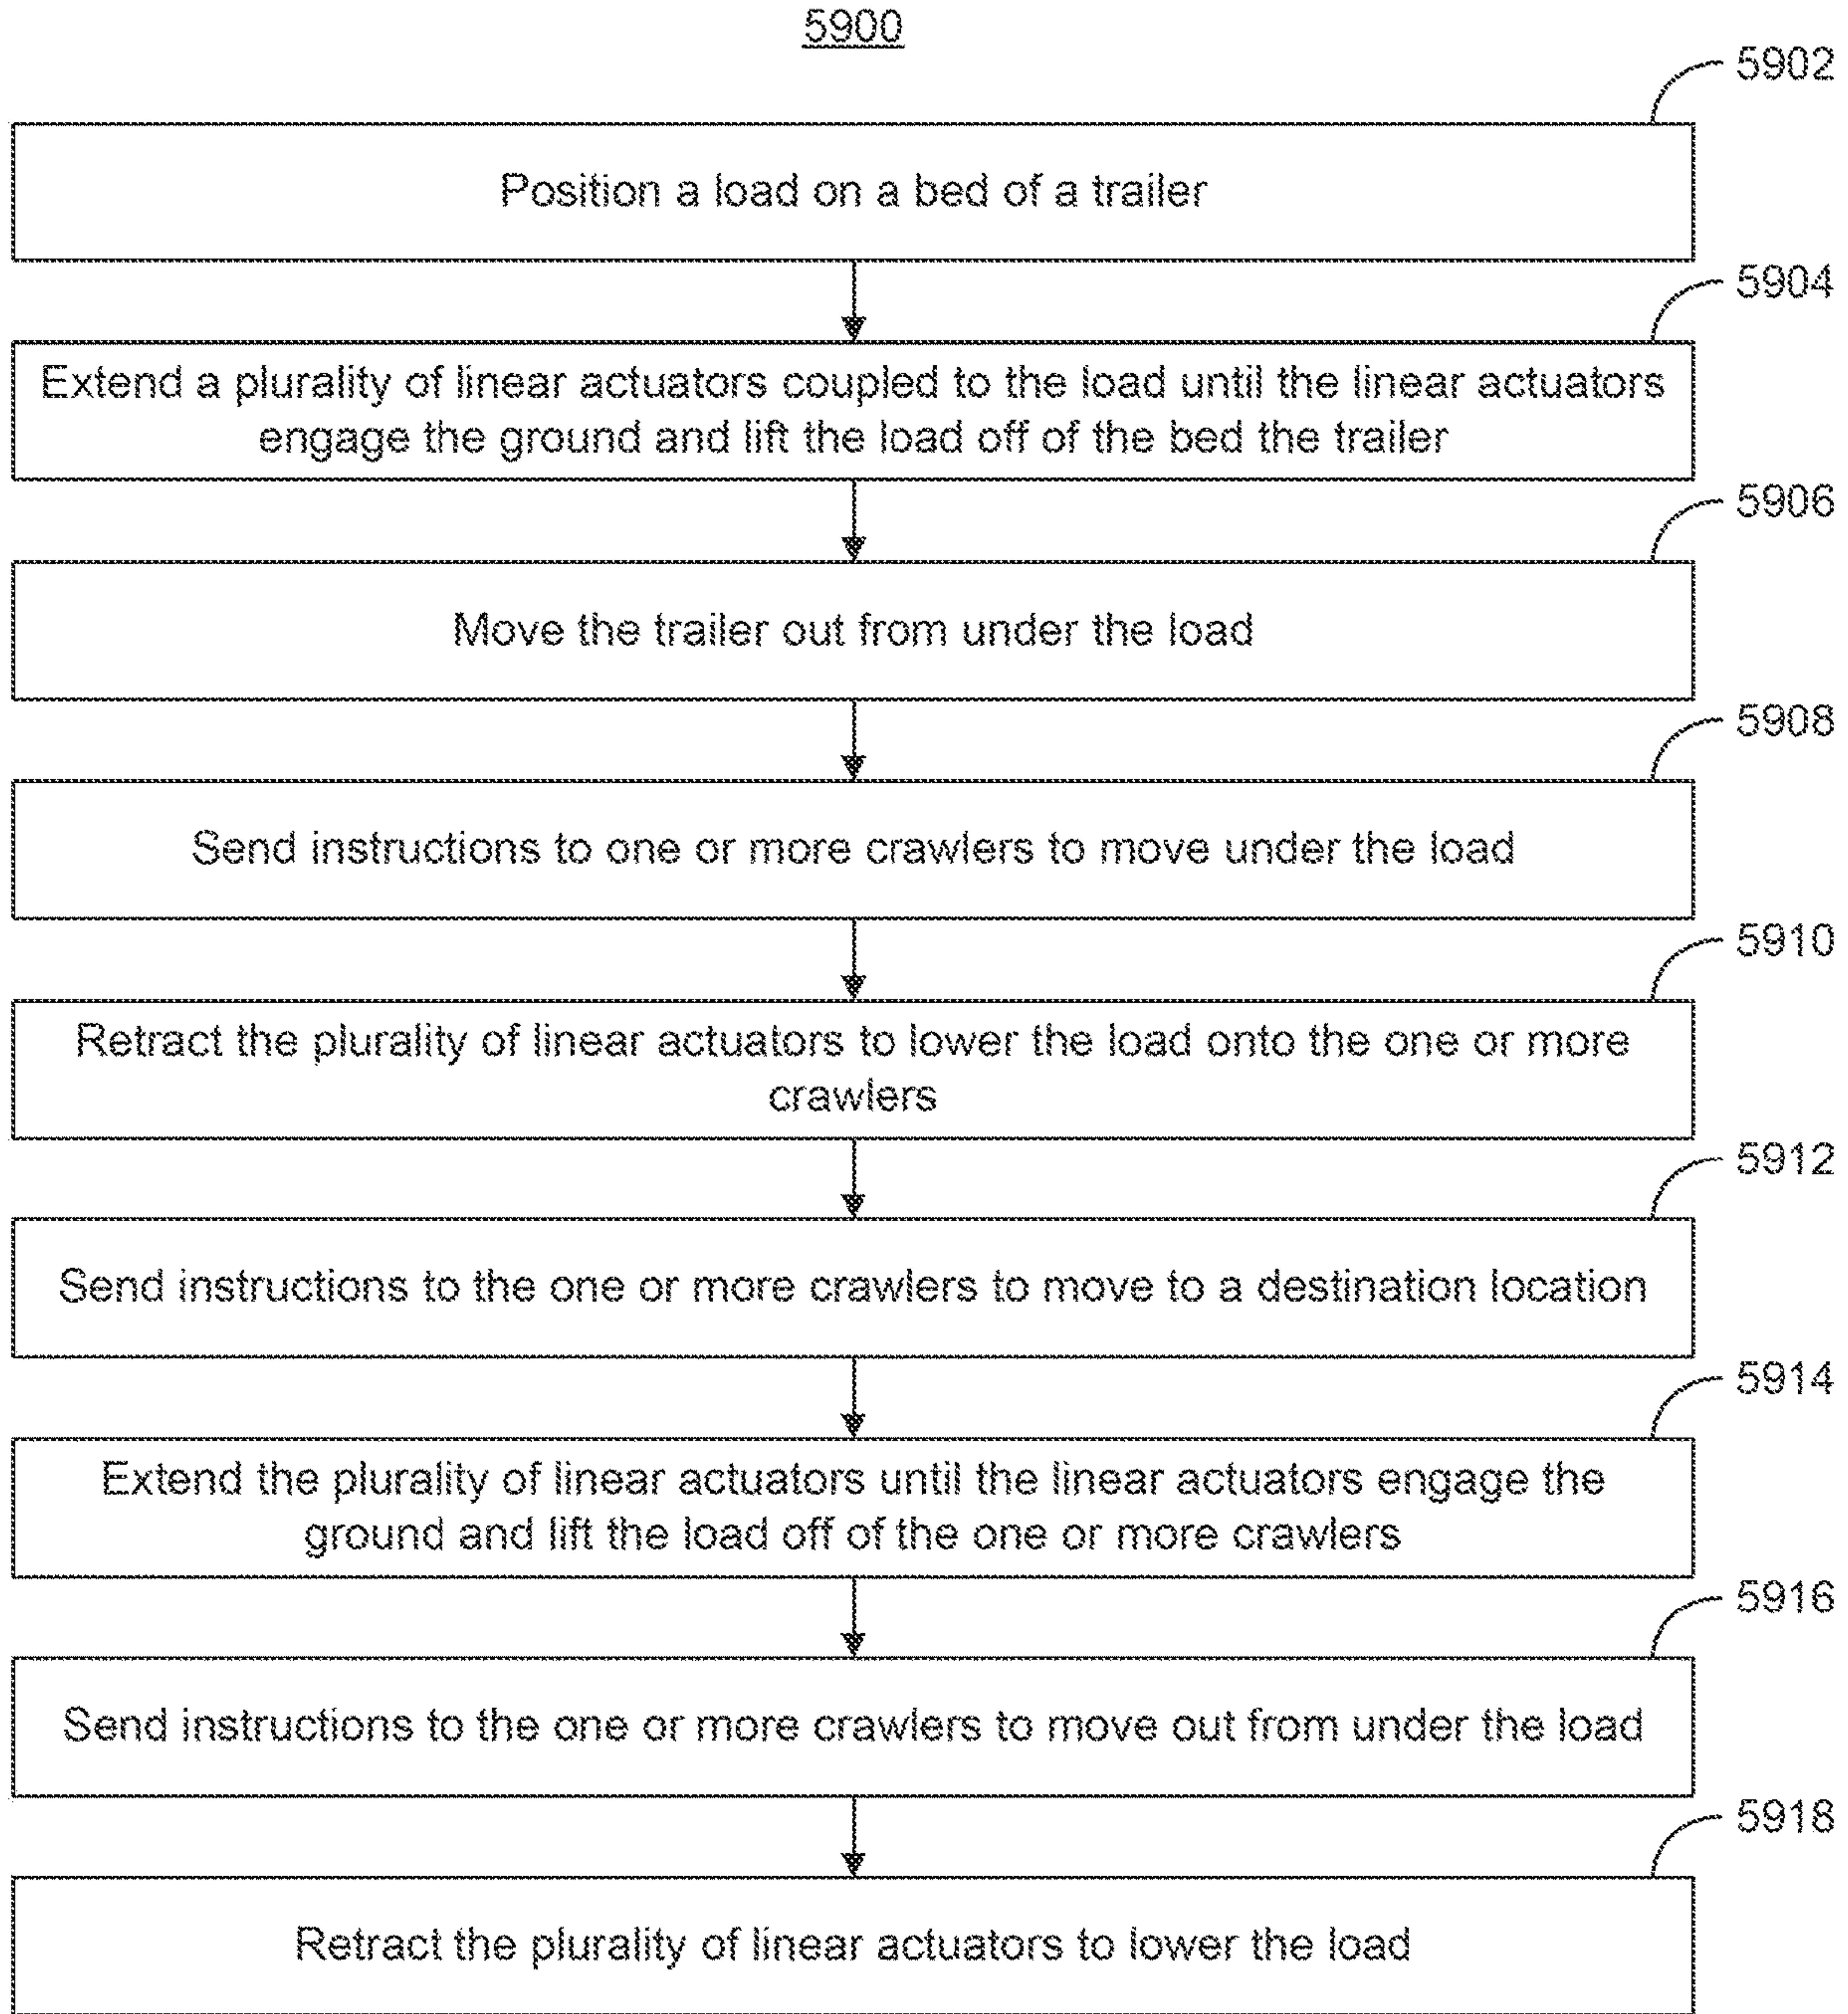 5900
5902
Position a load on a bed of a trailer
5904
Extend a plurality of linear actuators coupled to the load until the linear actuators
engage the ground and lift the load off of the bed the trailer
5906
Move the trailer out from under the load
5908
Send instructions to one or more crawlers to move under the load
5910
Retract the plurality of linear actuators to lower the load onto the one or more
crawlers
5912
Send instructions to the one or more crawlers to move to a destination location
5914
Extend the plurality of linear actuators until the linear actuators engage the
ground and lift the load off of the one or more crawlers
5916
Send instructions to the one or more crawlers to move out from under the load
5918
Retract the plurality of linear actuators to lower the load